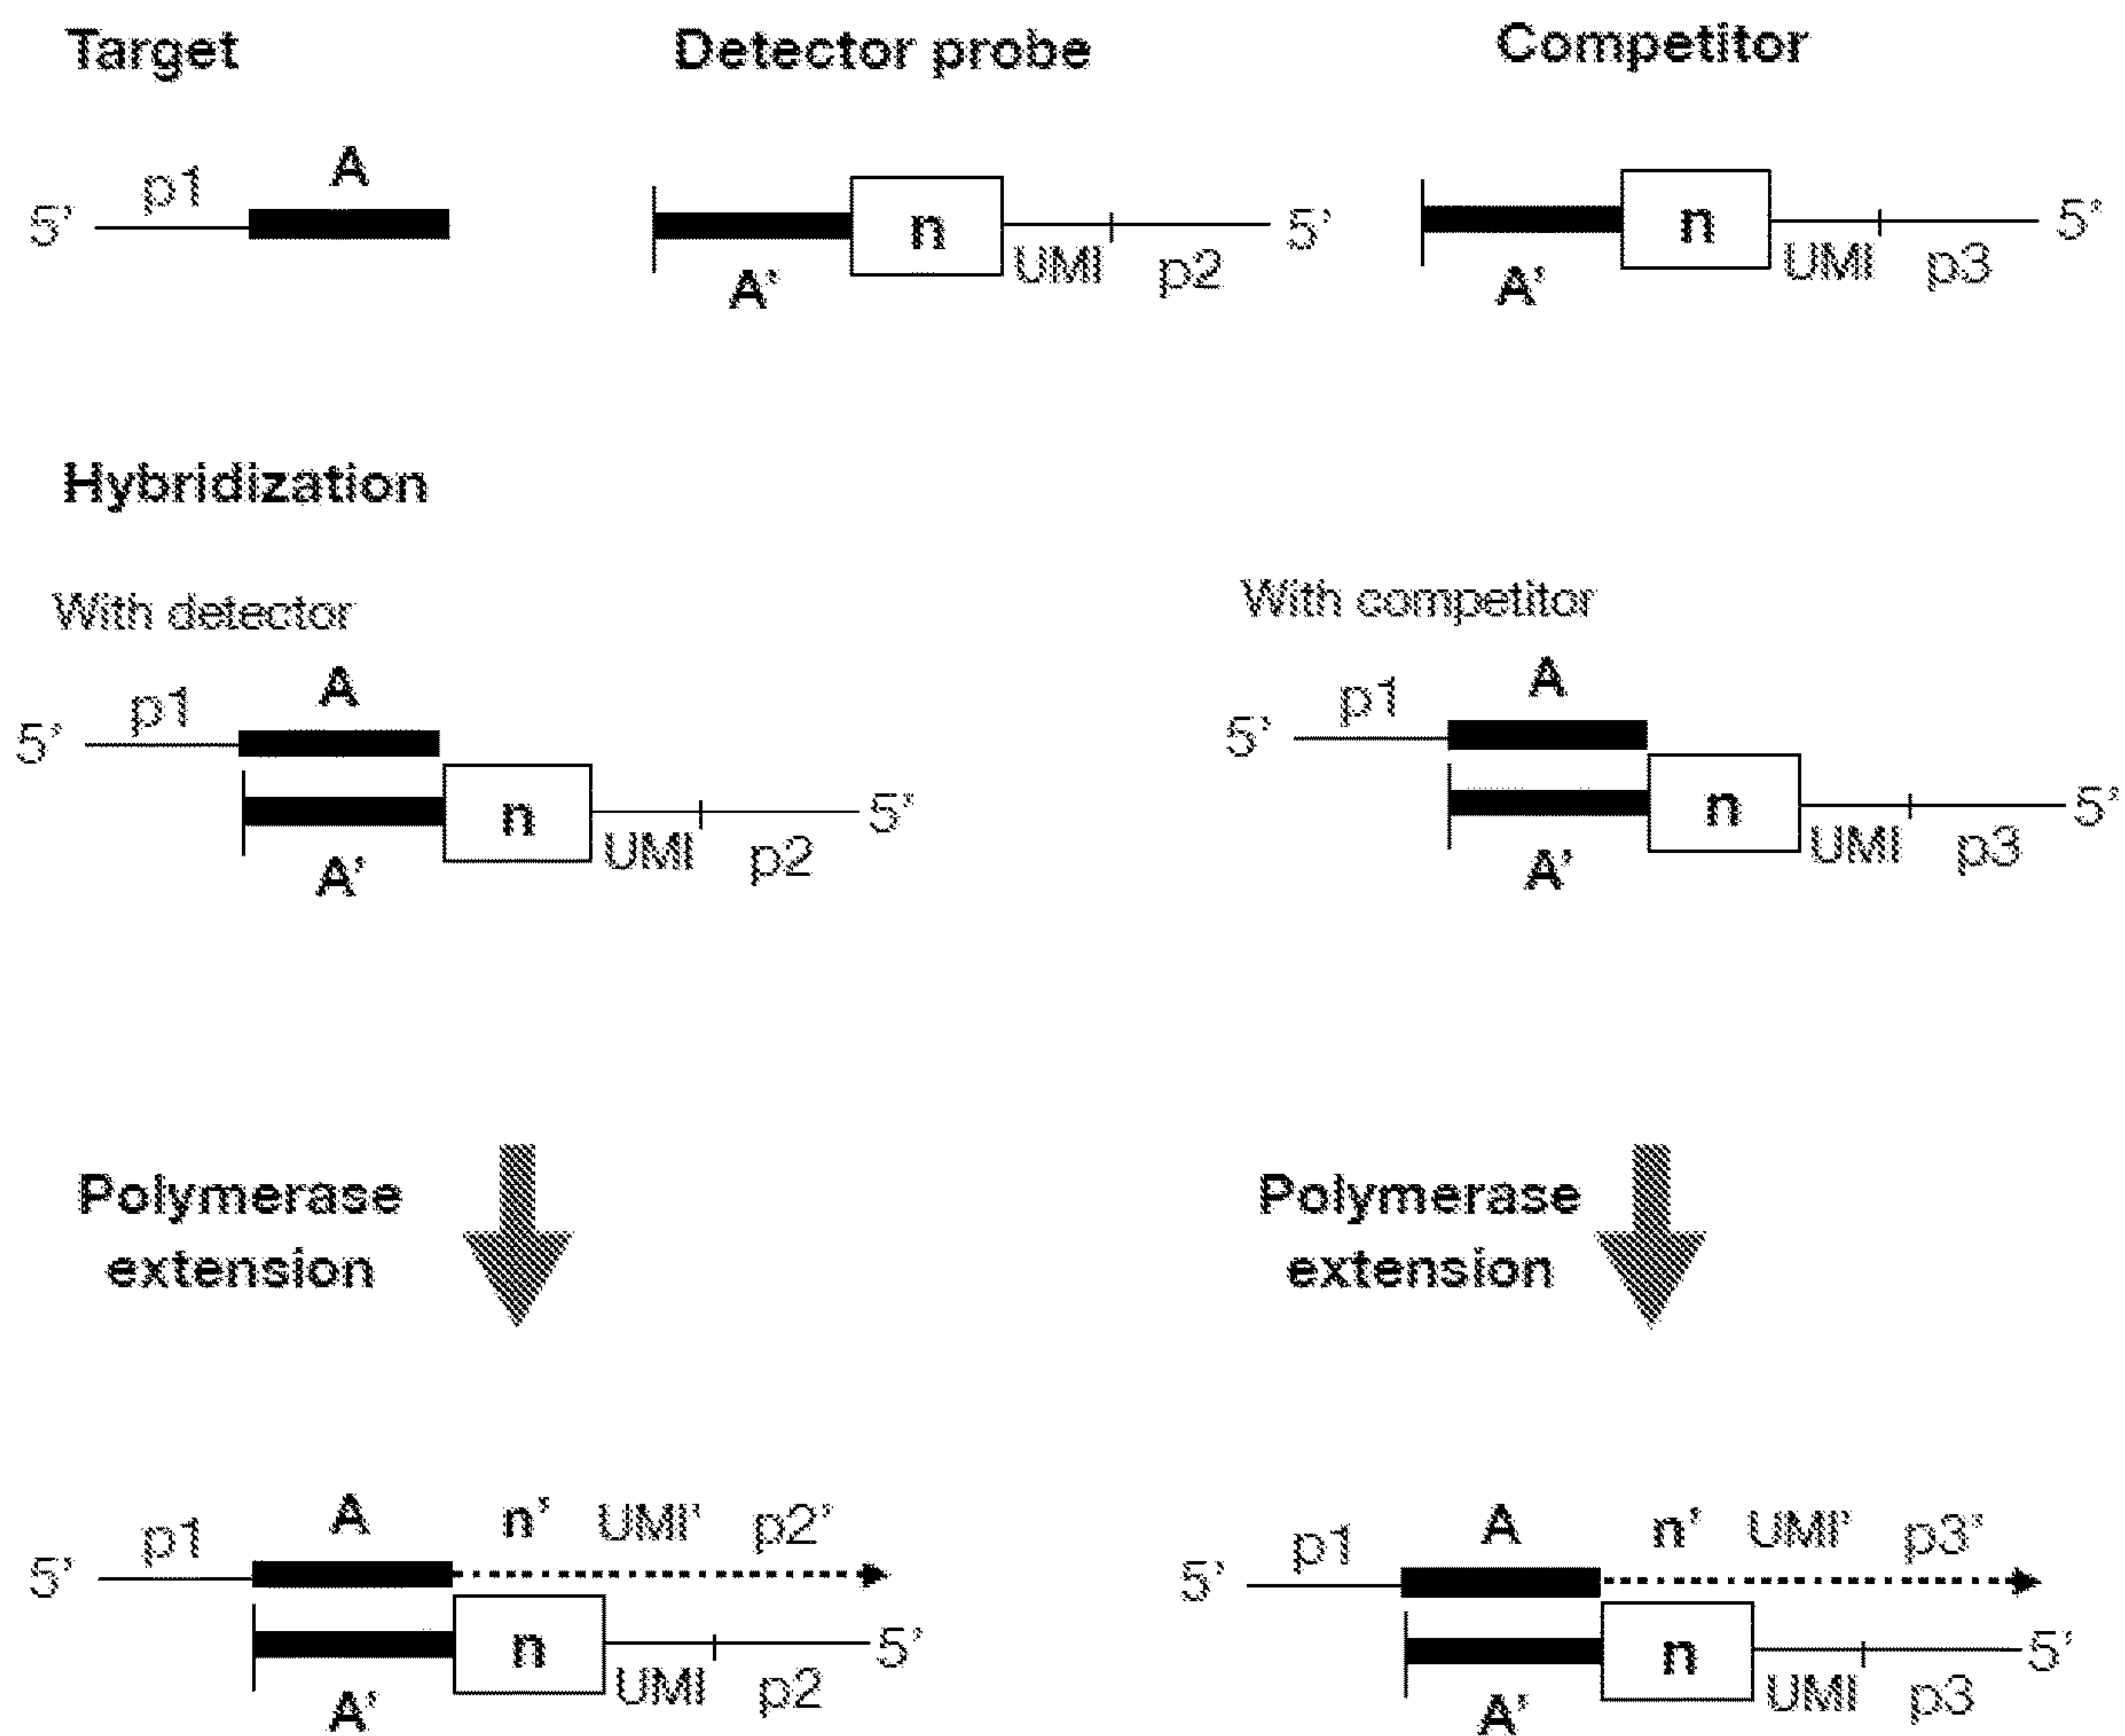 Target
Detector probe
Competitor
5' p1 A
A' n UMI p2 5'
A' n UMI p3 5'
Hybridization
With detector
With competitor
5' p1 A
A' n UMI p2 5'
5' p1 A
A' n UMI p3 5'
Polymerase
extension
Polymerase
extension
5' p1 A n' UMI' p2'
A' n UMI p2 5'
5' p1 A n' UMI' p3'
A' n UMI p3 5'